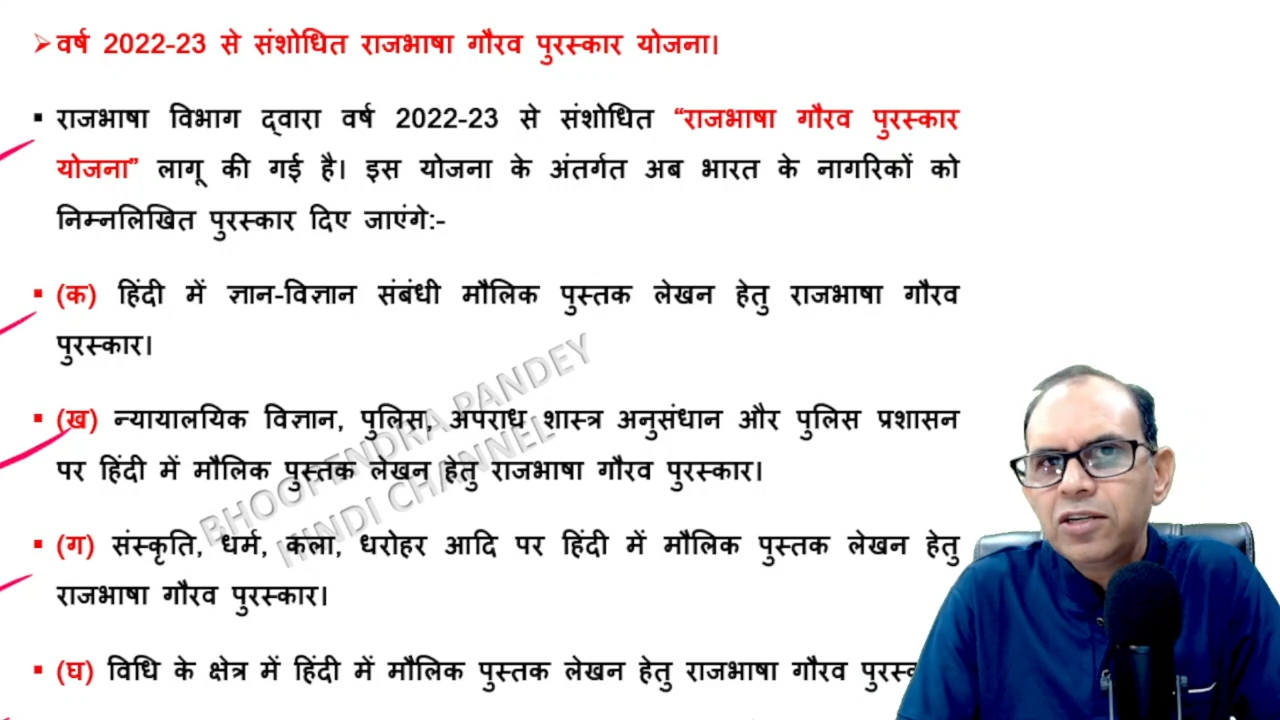 ➢ वर्ष 2022-23 से संशोधित राजभाषा गौरव पुरस्कार योजना।
▪ राजभाषा विभाग द्वारा वर्ष 2022-23 से संशोधित “राजभाषा गौरव पुरस्कार
योजना” लागू की गई है। इस योजना के अंतर्गत अब भारत के नागरिकों को
निम्नलिखित पुरस्कार दिए जाएंगे:-
▪ (क) हिंदी में ज्ञान-विज्ञान संबंधी मौलिक पुस्तक लेखन हेतु राजभाषा गौरव
पुरस्कार।
▪ (ख) न्यायालयिक विज्ञान, पुलिस, अपराध शास्त्र अनुसंधान और पुलिस प्रशासन
पर हिंदी में मौलिक पुस्तक लेखन हेतु राजभाषा गौरव पुरस्कार।
▪ (ग) संस्कृति, धर्म, कला, धरोहर आदि पर हिंदी में मौलिक पुस्तक लेखन हेतु
राजभाषा गौरव पुरस्कार।
▪ (घ) विधि के क्षेत्र में हिंदी में मौलिक पुस्तक लेखन हेतु राजभाषा गौरव
BHOOPENDRA PANDEY
HINDI CHANNEL